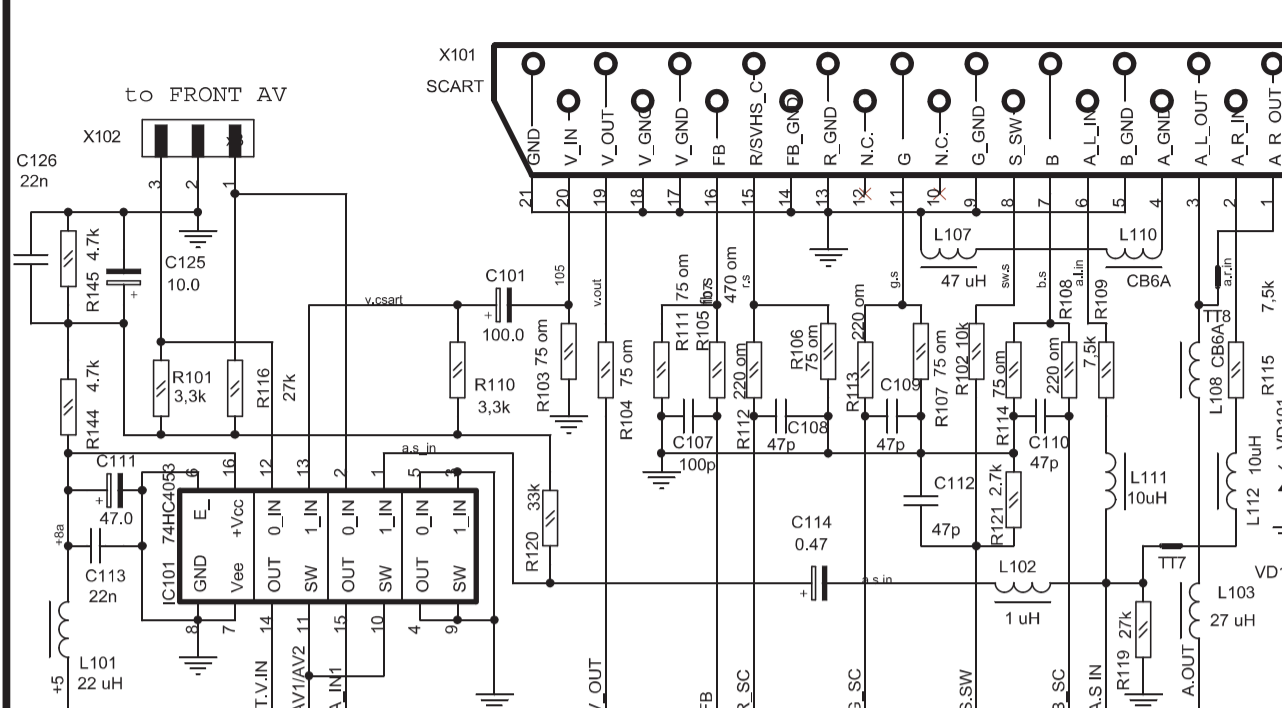 X101
SCART
to FRONT AV
X102
3
2
1
C126
22n
4.7k
R145
C125
10.0
+
GND
V_IN
V_OUT
V_GND
V_GND
FB
R/SVHS_C
FB_GND
R_GND
N.C.
G
N.C.
G_GND
S_SW
B
A_L_IN
B_GND
A_GND
A_L_OUT
A_R_IN
A_R_OUT
21
20
19
18
17
16
15
14
13
12
11
10
9
8
7
6
5
4
3
2
1
L107
47 uH
L110
CB6A
C101
+
100.0
105
v.out
v.csart
r.s
g.s
sw.s
b.s
a.l.in
a.r.in
TT8
4.7k
R144
R101
3,3k
R116
27k
R110
3,3k
R103 75 om
R104 75 om
R111 75 om
R105
470 om
R112 220 om
R106
75 om
R113
220 om
R107 75 om
R102 10k
R114 75 om
R108
220 om
R109
7,5k
L108 CB6A
R115
7,5k
C107
100p
C108
47p
C109
47p
C110
47p
C112
47p
R121 2.7k
L111
10uH
L112 10uH
VD101
C111
+
47.0
+8a
C113
22n
L101
22 uH
+5
a.s_in
6
16
12
13
2
1
5
3
IC101 74HC4053
E_I
+Vcc
0_IN
1_IN
0_IN
1_IN
0_IN
1_IN
GND
Vee
OUT
SW
OUT
SW
OUT
SW
8
7
14
11
15
10
4
9
R120 33k
C114
0.47
+
a.s.in
L102
1 uH
TT7
VD1
L103
27 uH
R119 27k
T.V.IN
AV1/AV2
A_IN1
V_OUT
FB
R_SC
G_SC
S.SW
B_SC
A.S IN
A.OUT